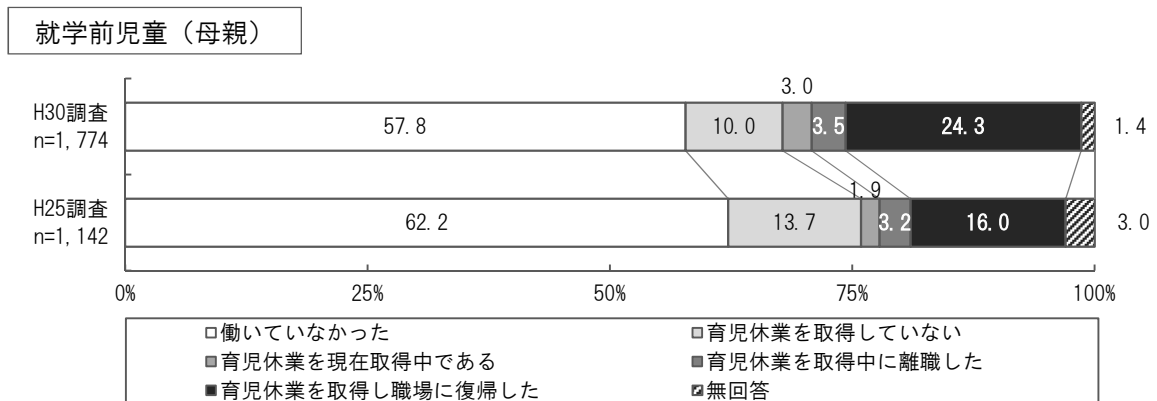 就学前児童（母親）
3.0
H30調査
n=1,774
57.8 10.0 3.5 24.3 1.4
1.9
H25調査
n=1,142
62.2 13.7 3.2 16.0 3.0
0% 25% 50% 75% 100%
働いていなかった 育児休業を取得していない
育児休業を現在取得中である 育児休業を取得中に離職した
育児休業を取得し職場に復帰した 無回答